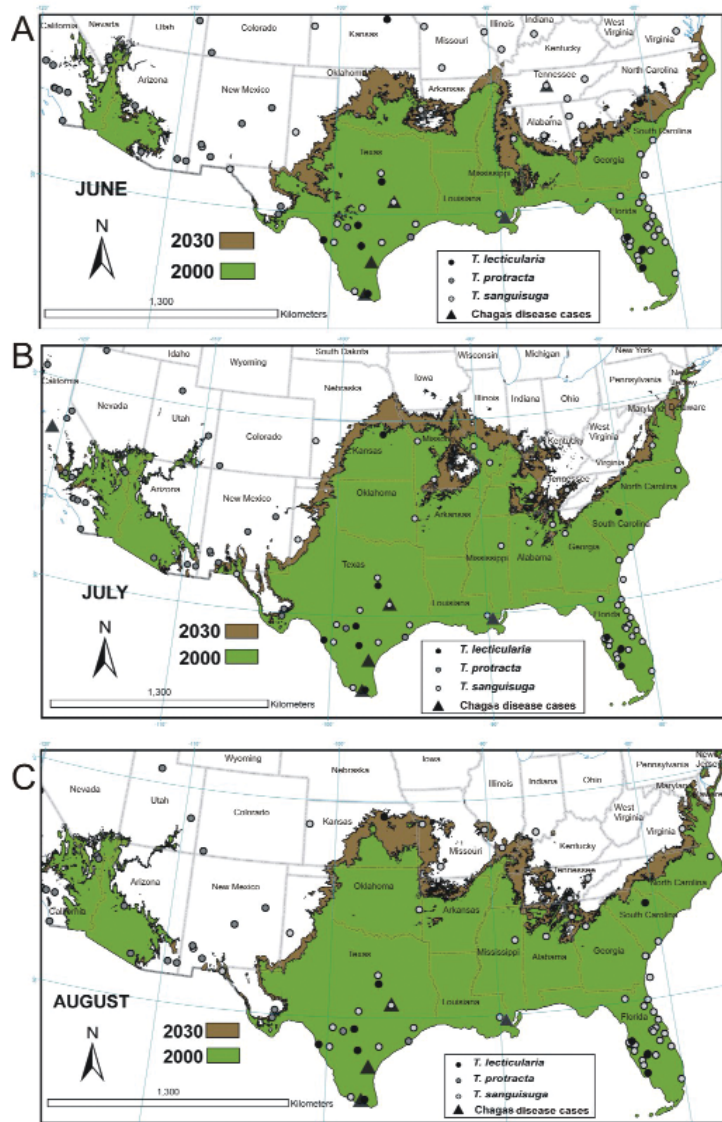 A
California
Nevarta
Utah
Colorado
Kansas
Missouri
Illinois
Indiana
West
Virginia
Kentucky
Virginia
Arizona
New Mexico
Oklahoma
Arkansas
Tennessee
North Carolina
Alabama
South Carolina
Texas
Mississippi
Georgia
Louisiana
Florida
JUNE
N
2030
2000
T. lecticularia
T. protracta
T. sanguisuga
Chagas disease cases
1,300
Kilometers
B
Idaho
Wyoming
South Dakota
Wisconsin
Michigan
New York
California
Nebraska
Iowa
Illinois
Indiana
Ohio
Pennsylvania
New
Jersey
Nevada
Utah
Colorado
Kansas
Missouri
Kentucky
West
Virginia
Maryland
Delaware
Virginia
Arizona
New Mexico
Oklahoma
Arkansas
Tennessee
North Carolina
South Carolina
Texas
Mississippi
Alabama
Georgia
Louisiana
Florida
JULY
N
2030
2000
T. lecticularia
T. protracta
T. sanguisuga
Chagas disease cases
1,300
Kilometers
C
Nevada
Utah
Wyoming
Colorado
Nebraska
Iowa
Illinois
Indiana
Ohio
Pennsylvania
New
Jersey
Maryland
Kansas
Missouri
Kentucky
West
Virginia
Virginia
Arizona
California
New Mexico
Oklahoma
Arkansas
Tennessee
North Carolina
South Carolina
Texas
Mississippi
Alabama
Georgia
Louisiana
Florida
AUGUST
N
2030
2000
T. lecticularia
T. protracta
T. sanguisuga
Chagas disease cases
1,300
Kilometers